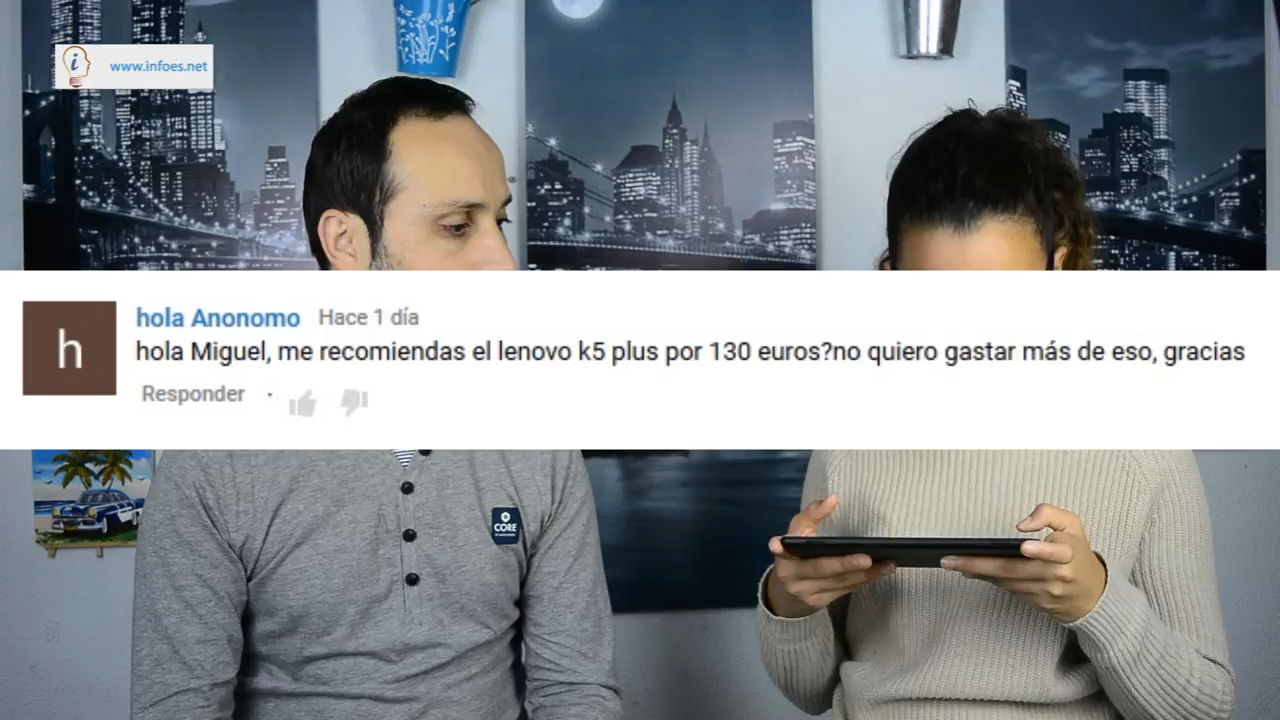 www.infoes.net
h
hola Anonomo Hace 1 día
hola Miguel, me recomiendas el lenovo k5 plus por 130 euros?no quiero gastar más de eso, gracias
Responder ·
CORE